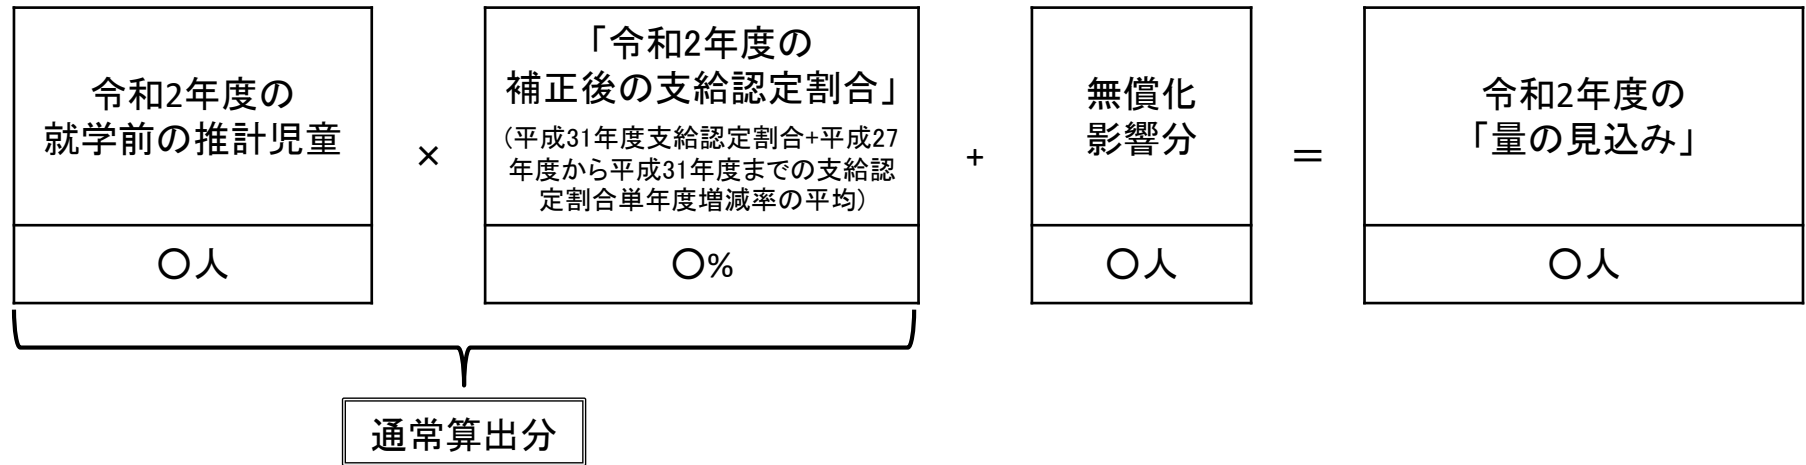 令和2年度の
就学前の推計児童
〇人
×
「令和2年度の
補正後の支給認定割合」
(平成31年度支給認定割合+平成27
年度から平成31年度までの支給認
定割合単年度増減率の平均)
〇%
+
無償化
影響分
〇人
＝
令和2年度の
「量の見込み」
〇人
通常算出分